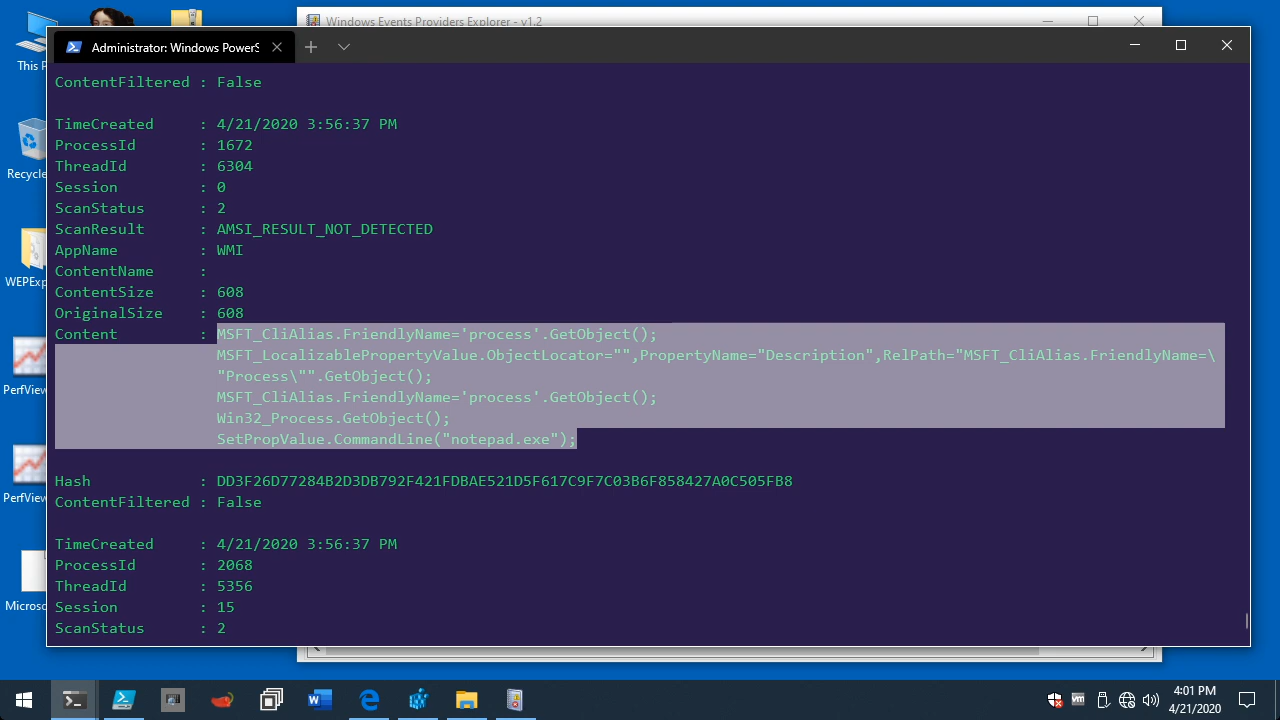 Windows Events Providers Explorer - v1.2
Administrator: Windows PowerS
This P
Recycle
WEPExp
PerfView
PerfView
Microso
ContentFiltered : False
TimeCreated : 4/21/2020 3:56:37 PM
ProcessId : 1672
ThreadId : 6304
Session : 0
ScanStatus : 2
ScanResult : AMSI_RESULT_NOT_DETECTED
AppName : WMI
ContentName :
ContentSize : 608
OriginalSize : 608
Content : MSFT_CliAlias.FriendlyName='process'.GetObject();
MSFT_LocalizablePropertyValue.ObjectLocator="",PropertyName="Description",RelPath="MSFT_CliAlias.FriendlyName=\
"Process\"".GetObject();
MSFT_CliAlias.FriendlyName='process'.GetObject();
Win32_Process.GetObject();
SetPropValue.CommandLine("notepad.exe");
Hash : DD3F26D77284B2D3DB792F421FDBAE521D5F617C9F7C03B6F858427A0C505FB8
ContentFiltered : False
TimeCreated : 4/21/2020 3:56:37 PM
ProcessId : 2068
ThreadId : 5356
Session : 15
ScanStatus : 2
4:01 PM
4/21/2020